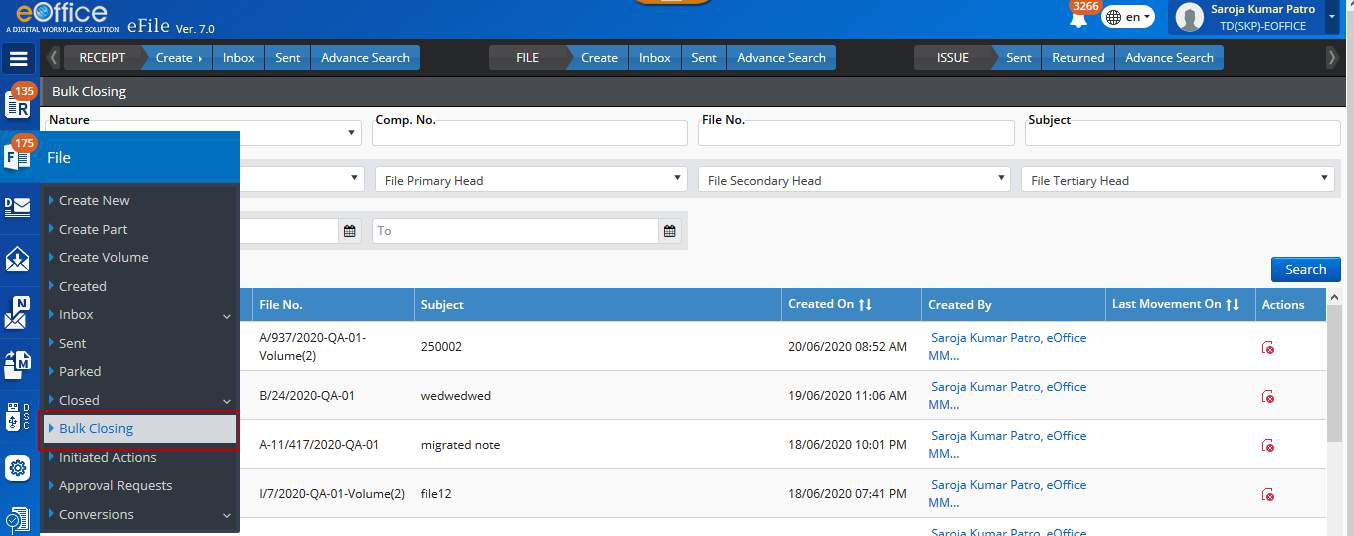 eOffice
A DIGITAL WORKPLACE SOLUTION
eFile Ver. 7.0
3266
en
Saroja Kumar Patro
TD(SKP)-EOFFICE
RECEIPT Create Inbox Sent Advance Search
FILE Create Inbox Sent Advance Search
ISSUE Sent Returned Advance Search
Bulk Closing
135
R
175
F
File
D
N
M
DSC
Create New
Create Part
Create Volume
Created
Inbox
Sent
Parked
Closed
Bulk Closing
Initiated Actions
Approval Requests
Conversions
Nature Comp. No. File No. Subject
File Primary Head File Secondary Head File Tertiary Head
To
Search
File No. Subject Created On Created By Last Movement On Actions
A/937/2020-QA-01-
Volume(2)
250002
20/06/2020 08:52 AM
Saroja Kumar Patro, eOffice
MM...
B/24/2020-QA-01
wedwedwed
19/06/2020 11:06 AM
Saroja Kumar Patro, eOffice
MM...
A-11/417/2020-QA-01
migrated note
18/06/2020 10:01 PM
Saroja Kumar Patro, eOffice
MM...
I/7/2020-QA-01-Volume(2)
file12
18/06/2020 07:41 PM
Saroja Kumar Patro, eOffice
MM...
Saroja Kumar Patro, eOffice